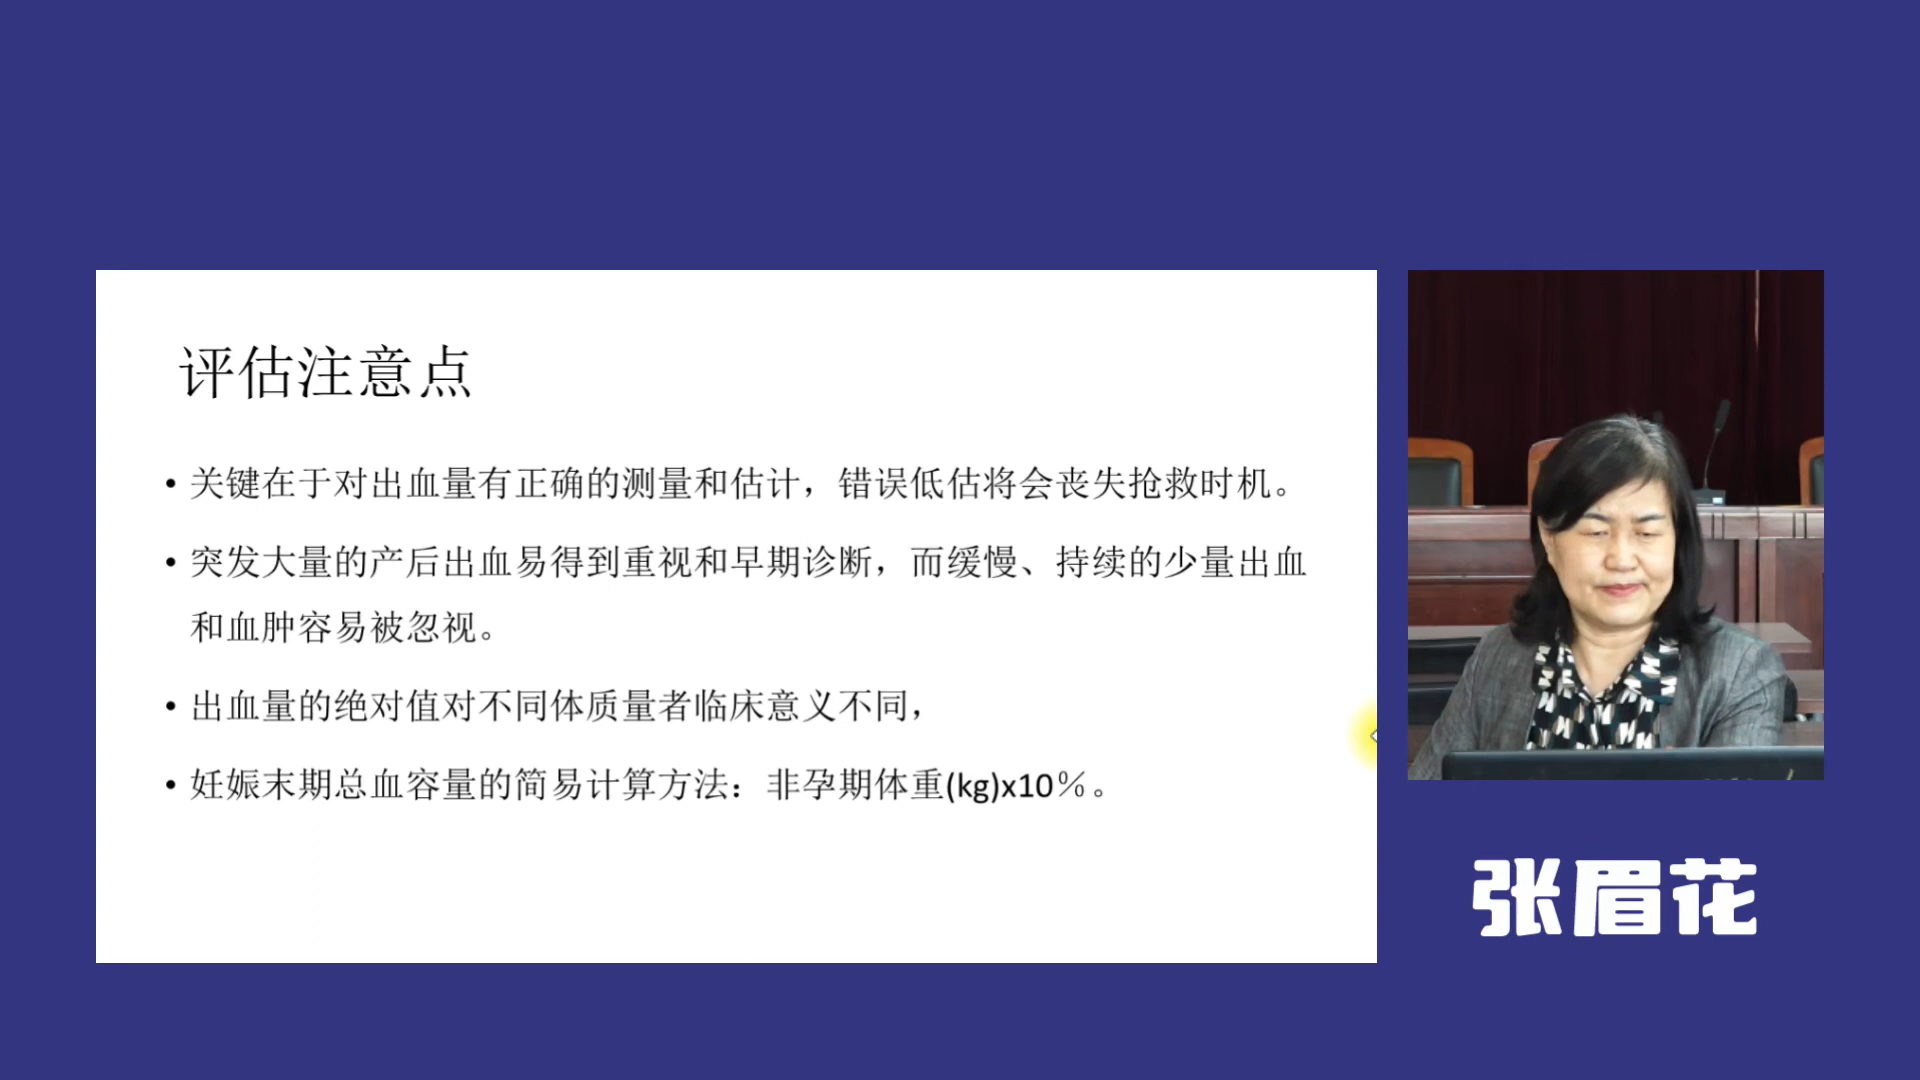 评估注意点
• 关键在于对出血量有正确的测量和估计，错误低估将会丧失抢救时机。
• 突发大量的产后出血易得到重视和早期诊断，而缓慢、持续的少量出血
和血肿容易被忽视。
• 出血量的绝对值对不同体质量者临床意义不同，
• 妊娠末期总血容量的简易计算方法：非孕期体重(kg)x10％。
张眉花